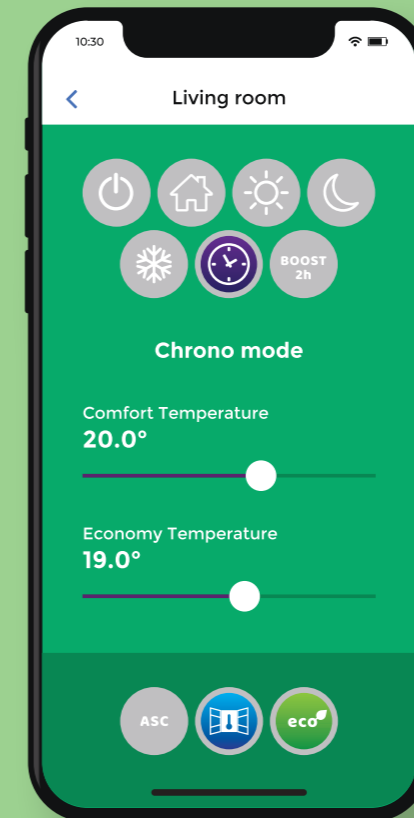 10:30
Living room
BOOST
2h
Chrono mode
Comfort Temperature
20.0°
Economy Temperature
19.0°
ASC
eco